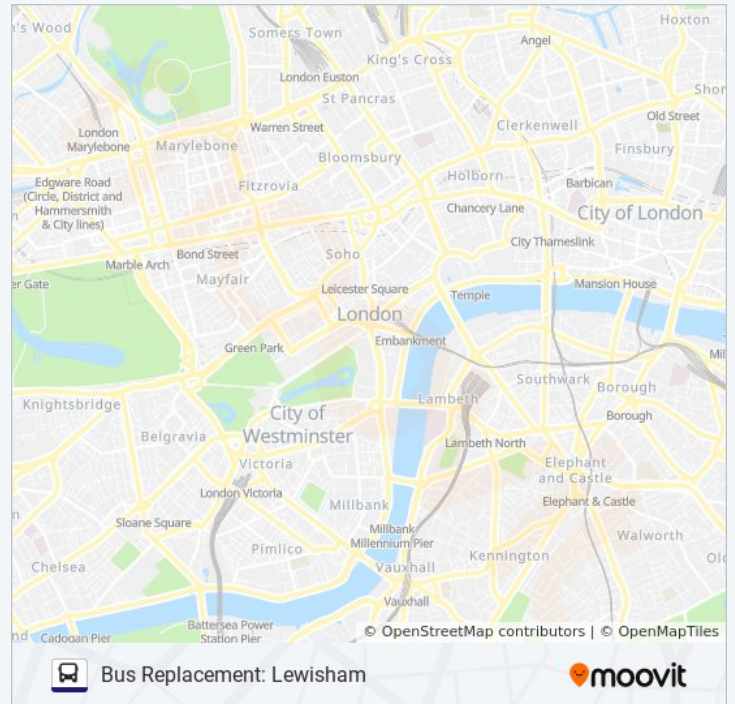 's Wood
Somers Town
Hoxton
Angel
King's Cross
London Euston
St Pancras
Shor
Old Street
Warren Street
Clerkenwell
London
Marylebone
Marylebone
Finsbury
Bloomsbury
Holborn
Barbican
Edgware Road
(Circle, District and
Hammersmith
& City lines)
Fitzrovia
Chancery Lane
City of London
City Thameslink
Bond Street
Soho
Marble Arch
Mayfair
er Gate
Leicester Square
Temple
Mansion House
London
Embankment
Green Park
Mil
Southwark
Borough
Knightsbridge
Lambeth
City of
Westminster
Borough
Belgravia
Lambeth North
Victoria
Elephant
and Castle
London Victoria
Elephant & Castle
Millbank
Sloane Square
Millbank
Millennium Pier
Walworth
Pimlico
Kennington
Old
Chelsea
Vauxhall
Vauxhall
Battersea Power
Station Pier
nd
Cadogan Pier
© OpenStreetMap contributors | © OpenMapTiles
Bus Replacement: Lewisham
moovit